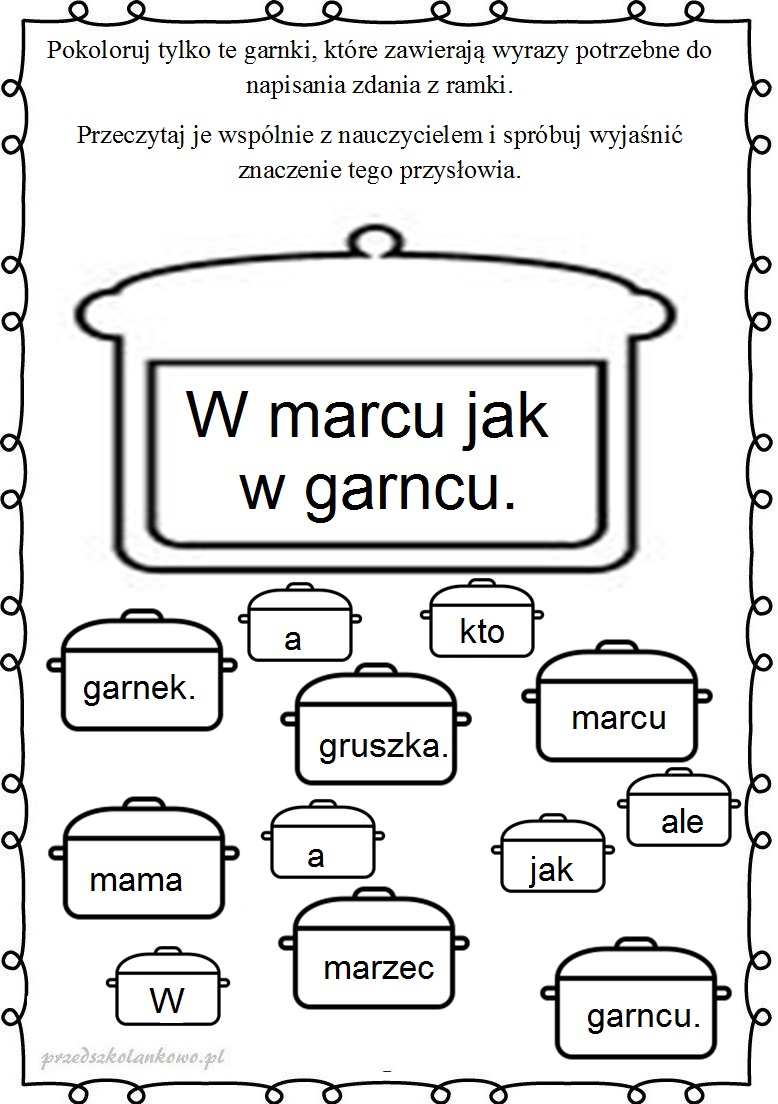 Pokoloruj tylko te garnki, które zawierają wyrazy potrzebne do
napisania zdania z ramki.
Przeczytaj je wspólnie z nauczycielem i spróbuj wyjaśnić
znaczenie tego przysłowia.
W marcu jak
w garncu.
a
kto
garnek.
gruszka.
marcu
ale
mama
a
jak
marzec
W
garncu.
przedszkolankowo.pl